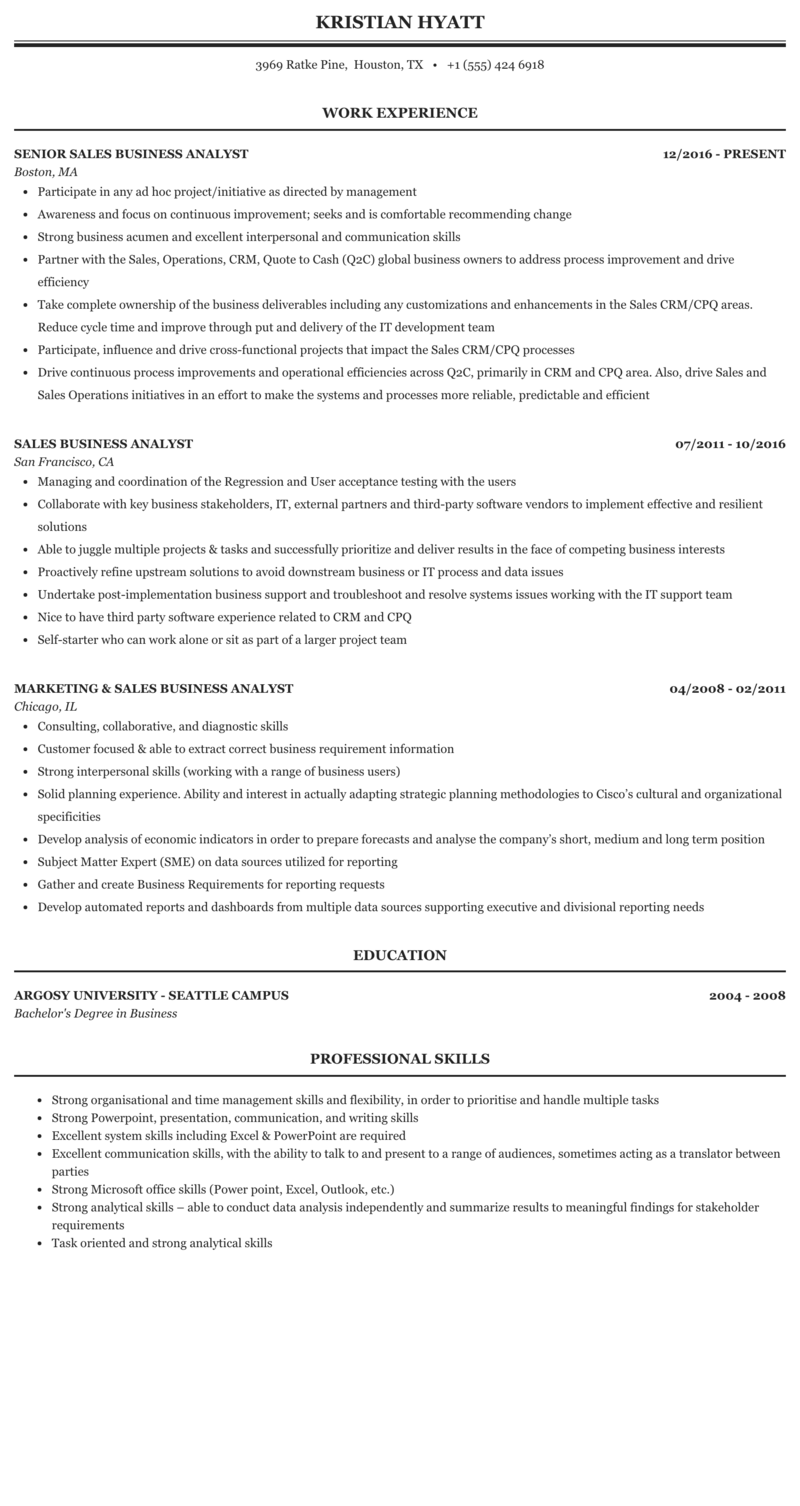 KRISTIAN HYATT
3969 Ratke Pine, Houston, TX • +1 (555) 424 6918
WORK EXPERIENCE
SENIOR SALES BUSINESS ANALYST 12/2016 - PRESENT
Boston, MA
• Participate in any ad hoc project/initiative as directed by management
• Awareness and focus on continuous improvement; seeks and is comfortable recommending change
• Strong business acumen and excellent interpersonal and communication skills
• Partner with the Sales, Operations, CRM, Quote to Cash (Q2C) global business owners to address process improvement and drive
efficiency
• Take complete ownership of the business deliverables including any customizations and enhancements in the Sales CRM/CPQ areas.
Reduce cycle time and improve through put and delivery of the IT development team
• Participate, influence and drive cross-functional projects that impact the Sales CRM/CPQ processes
• Drive continuous process improvements and operational efficiencies across Q2C, primarily in CRM and CPQ area. Also, drive Sales and
Sales Operations initiatives in an effort to make the systems and processes more reliable, predictable and efficient
SALES BUSINESS ANALYST 07/2011 - 10/2016
San Francisco, CA
• Managing and coordination of the Regression and User acceptance testing with the users
• Collaborate with key business stakeholders, IT, external partners and third-party software vendors to implement effective and resilient
solutions
• Able to juggle multiple projects & tasks and successfully prioritize and deliver results in the face of competing business interests
• Proactively refine upstream solutions to avoid downstream business or IT process and data issues
• Undertake post-implementation business support and troubleshoot and resolve systems issues working with the IT support team
• Nice to have third party software experience related to CRM and CPQ
• Self-starter who can work alone or sit as part of a larger project team
MARKETING & SALES BUSINESS ANALYST 04/2008 - 02/2011
Chicago, IL
• Consulting, collaborative, and diagnostic skills
• Customer focused & able to extract correct business requirement information
• Strong interpersonal skills (working with a range of business users)
• Solid planning experience. Ability and interest in actually adapting strategic planning methodologies to Cisco's cultural and organizational
specificities
• Develop analysis of economic indicators in order to prepare forecasts and analyse the company's short, medium and long term position
• Subject Matter Expert (SME) on data sources utilized for reporting
• Gather and create Business Requirements for reporting requests
• Develop automated reports and dashboards from multiple data sources supporting executive and divisional reporting needs
EDUCATION
ARGOSY UNIVERSITY - SEATTLE CAMPUS 2004 - 2008
Bachelor's Degree in Business
PROFESSIONAL SKILLS
• Strong organisational and time management skills and flexibility, in order to prioritise and handle multiple tasks
• Strong Powerpoint, presentation, communication, and writing skills
• Excellent system skills including Excel & PowerPoint are required
• Excellent communication skills, with the ability to talk to and present to a range of audiences, sometimes acting as a translator between
parties
• Strong Microsoft office skills (Power point, Excel, Outlook, etc.)
• Strong analytical skills – able to conduct data analysis independently and summarize results to meaningful findings for stakeholder
requirements
• Task oriented and strong analytical skills